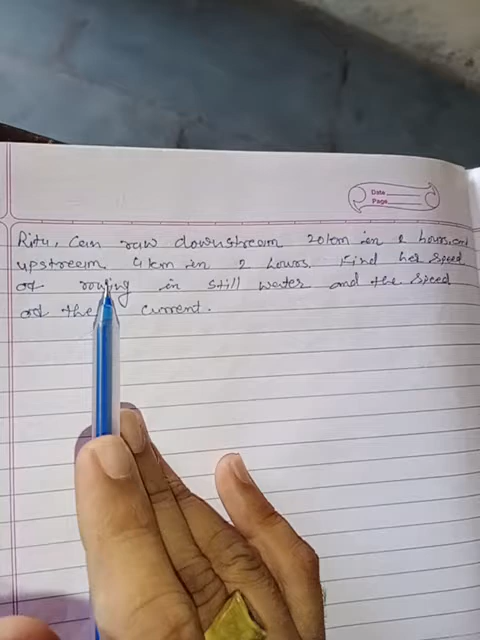 Date
Page
Ritu, Can raw downstream 20km in 2 hours, and
upstream 4km in 2 hours. Find her Speed
of rowing in still water and the Speed
of the current.